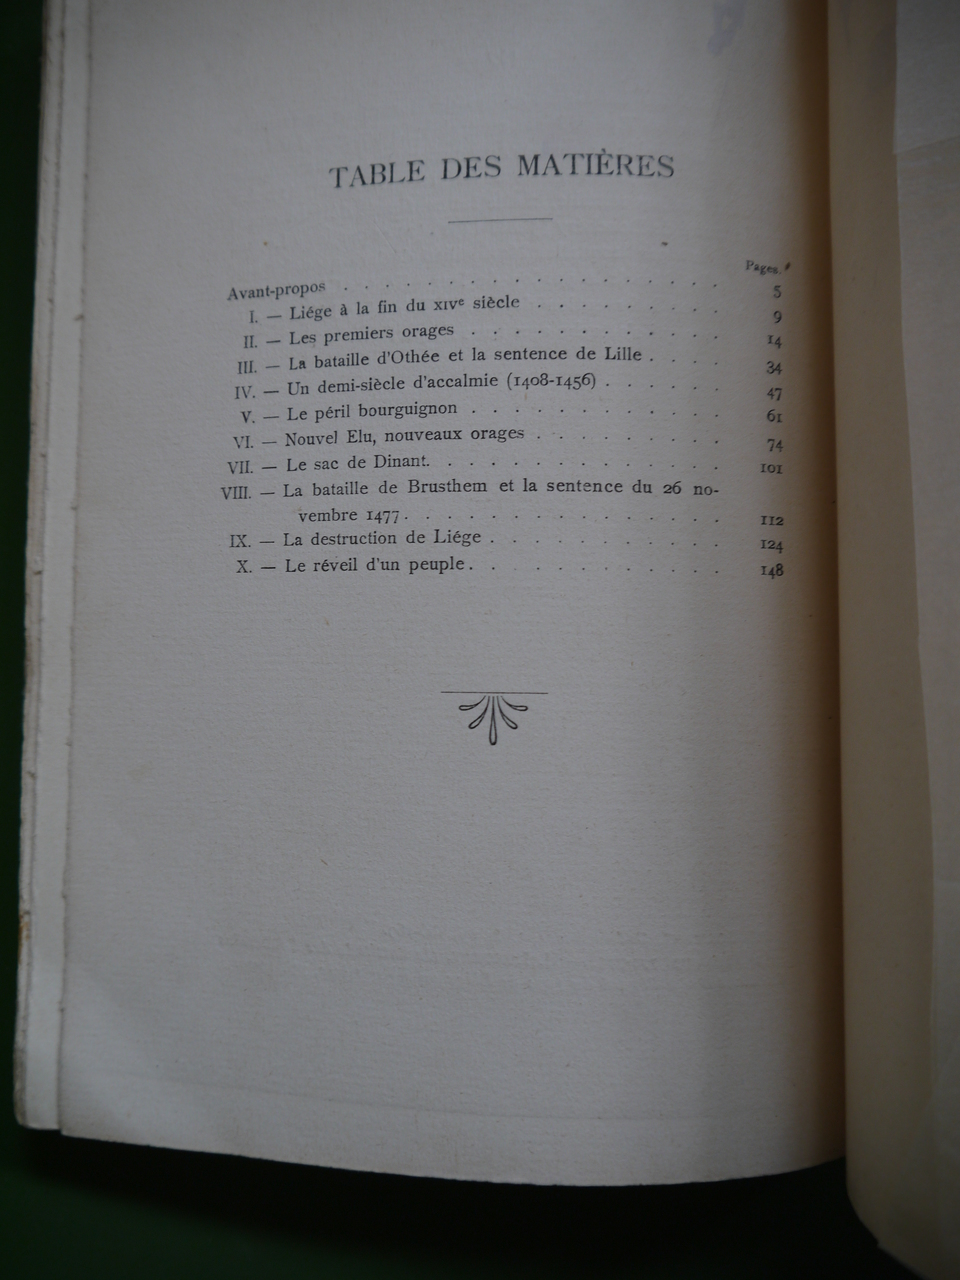 TABLE DES MATIÈRES
Pages.
Avant-propos . . . . . . . . . . . . . . . . . 5
I. — Liége à la fin du XIVe siècle . . . . . . . . 9
II. — Les premiers orages . . . . . . . . . . . 14
III. — La bataille d'Othée et la sentence de Lille . . . . 34
IV. — Un demi-siècle d'accalmie (1408-1456) . . . . . . 47
V. — Le péril bourguignon . . . . . . . . . . . 61
VI. — Nouvel Elu, nouveaux orages . . . . . . . . . 74
VII. — Le sac de Dinant. . . . . . . . . . . . . 101
VIII. — La bataille de Brusthem et la sentence du 26 no-
vembre 1477 . . . . . . . . . . . . . . 112
IX. — La destruction de Liége . . . . . . . . . . 124
X. — Le réveil d'un peuple . . . . . . . . . . . 148